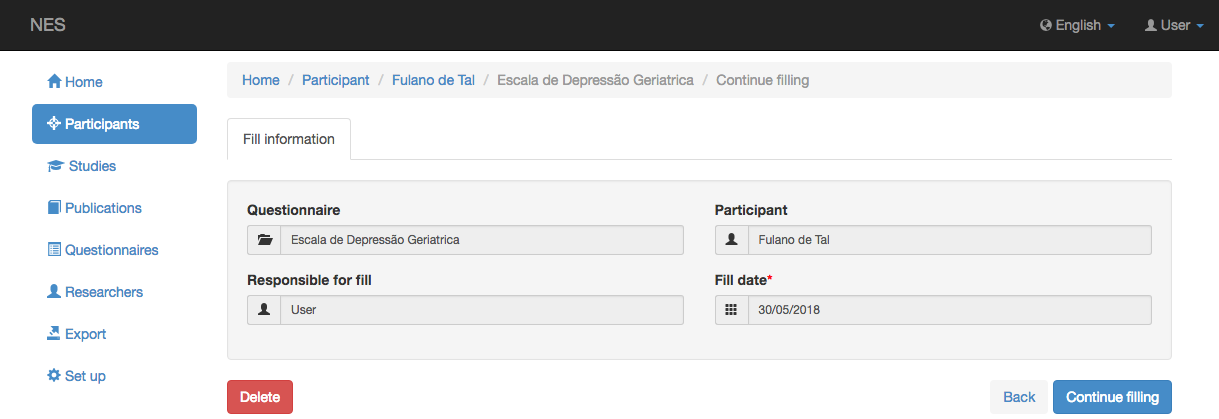 NES
English
User
Home
Participants
Studies
Publications
Questionnaires
Researchers
Export
Set up
Home / Participant / Fulano de Tal / Escala de Depressão Geriatrica / Continue filling
Fill information
Questionnaire
Escala de Depressão Geriatrica
Participant
Fulano de Tal
Responsible for fill
User
Fill date*
30/05/2018
Delete
Back
Continue filling